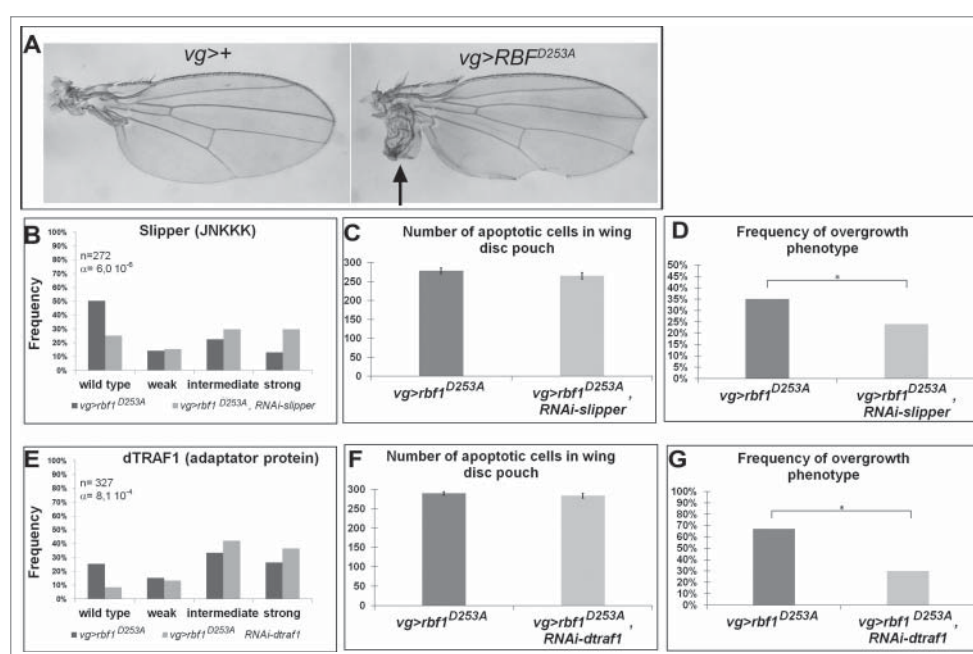 A
vg>+
vg>RBF^D253A
B
Slipper (JNKKK)
n=272
α= 6,0 10^-6
Frequency
100%
90%
80%
70%
60%
50%
40%
30%
20%
10%
0%
wild type weak intermediate strong
vg>rbf1^D253A vg>rbf1^D253A, RNAi-slipper
C
Number of apoptotic cells in wing
disc pouch
300
250
200
150
100
50
0
vg>rbf1^D253A vg>rbf1^D253A,
RNAi-slipper
D
Frequency of overgrowth
phenotype
50%
45%
40%
35%
30%
25%
20%
15%
10%
5%
0%
*
vg>rbf1^D253A vg>rbf1^D253A,
RNAi-slipper
E
dTRAF1 (adaptator protein)
n= 327
α= 8,1 10^-4
Frequency
100%
90%
80%
70%
60%
50%
40%
30%
20%
10%
0%
wild type weak intermediate strong
vg>rbf1^D253A vg>rbf1^D253A RNAi-dtraf1
F
Number of apoptotic cells in wing
disc pouch
300
250
200
150
100
50
0
vg>rbf1^D253A vg>rbf1^D253A,
RNAi-dtraf1
G
Frequency of overgrowth
phenotype
100%
90%
80%
70%
60%
50%
40%
30%
20%
10%
0%
*
vg>rbf1^D253A vg>rbf1^D253A,
RNAi-dtraf1